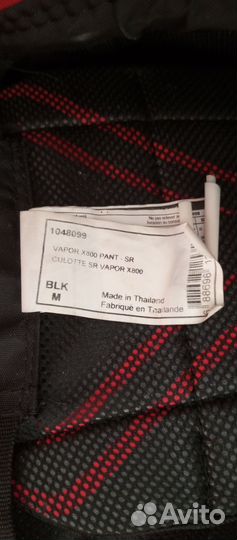 1048099
VAPOR X800 PANT - SR
CULOTTE SR VAPOR X800
BLK
M
Made in Thailand
Fabriqué en Thaïlande
Avito